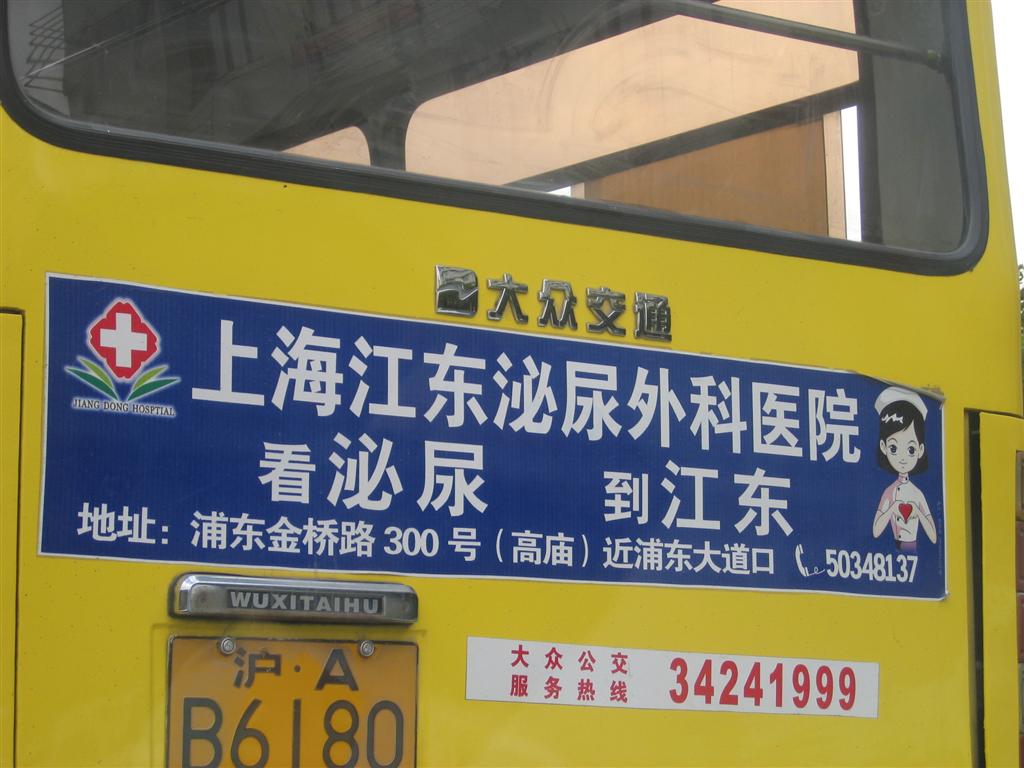 大众交通
JIANG DONG HOSPTIAL
上海江东泌尿外科医院
看泌尿 到江东
地址：浦东金桥路 300 号（高庙）近浦东大道口 50348137
WUXITAIHU
沪·A
B6180
大众公交
服务热线
34241999